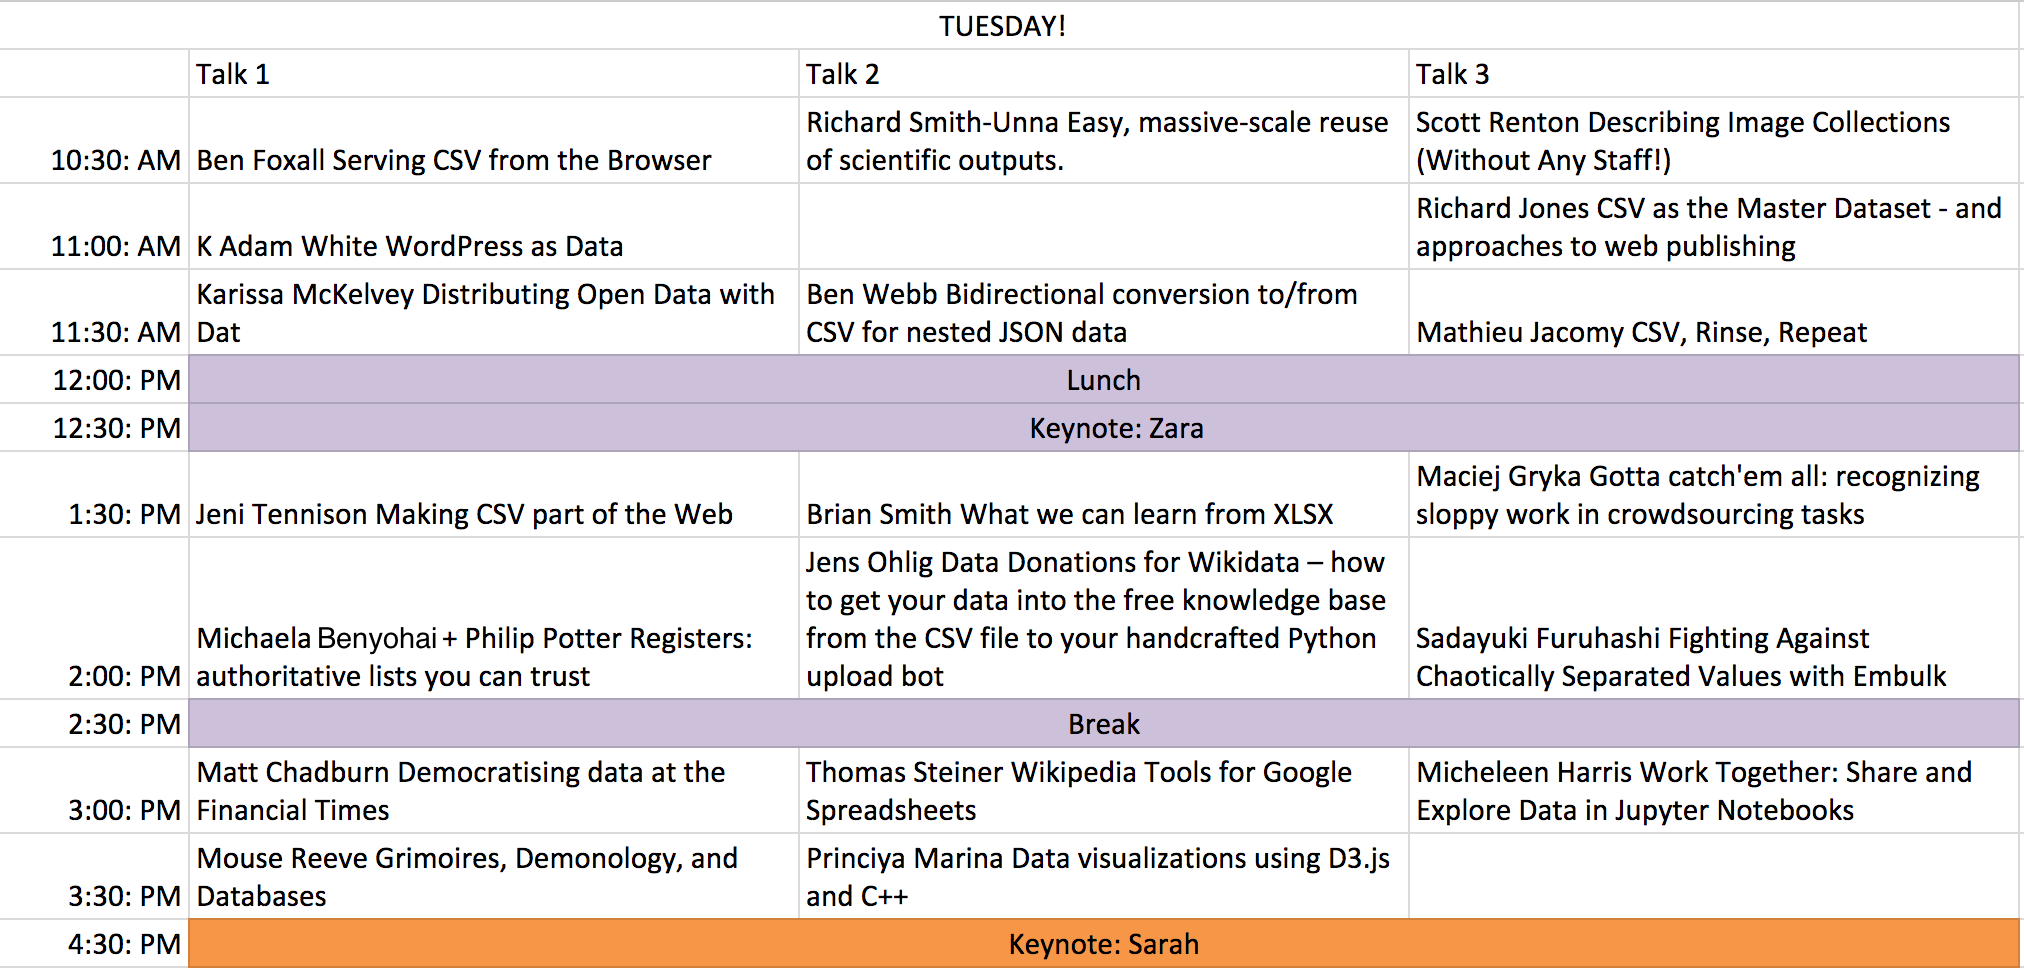 TUESDAY!
Talk 1 Talk 2 Talk 3
10:30: AM
Ben Foxall Serving CSV from the Browser
Richard Smith-Unna Easy, massive-scale reuse
of scientific outputs.
Scott Renton Describing Image Collections
(Without Any Staff!)
11:00: AM
K Adam White WordPress as Data
Richard Jones CSV as the Master Dataset - and
approaches to web publishing
11:30: AM
Karissa McKelvey Distributing Open Data with
Dat
Ben Webb Bidirectional conversion to/from
CSV for nested JSON data
Mathieu Jacomy CSV, Rinse, Repeat
12:00: PM
Lunch
12:30: PM
Keynote: Zara
1:30: PM
Jeni Tennison Making CSV part of the Web
Brian Smith What we can learn from XLSX
Maciej Gryka Gotta catch'em all: recognizing
sloppy work in crowdsourcing tasks
2:00: PM
Michaela Benyohai + Philip Potter Registers:
authoritative lists you can trust
Jens Ohlig Data Donations for Wikidata – how
to get your data into the free knowledge base
from the CSV file to your handcrafted Python
upload bot
Sadayuki Furuhashi Fighting Against
Chaotically Separated Values with Embulk
2:30: PM
Break
3:00: PM
Matt Chadburn Democratising data at the
Financial Times
Thomas Steiner Wikipedia Tools for Google
Spreadsheets
Micheleen Harris Work Together: Share and
Explore Data in Jupyter Notebooks
3:30: PM
Mouse Reeve Grimoires, Demonology, and
Databases
Princiya Marina Data visualizations using D3.js
and C++
4:30: PM
Keynote: Sarah